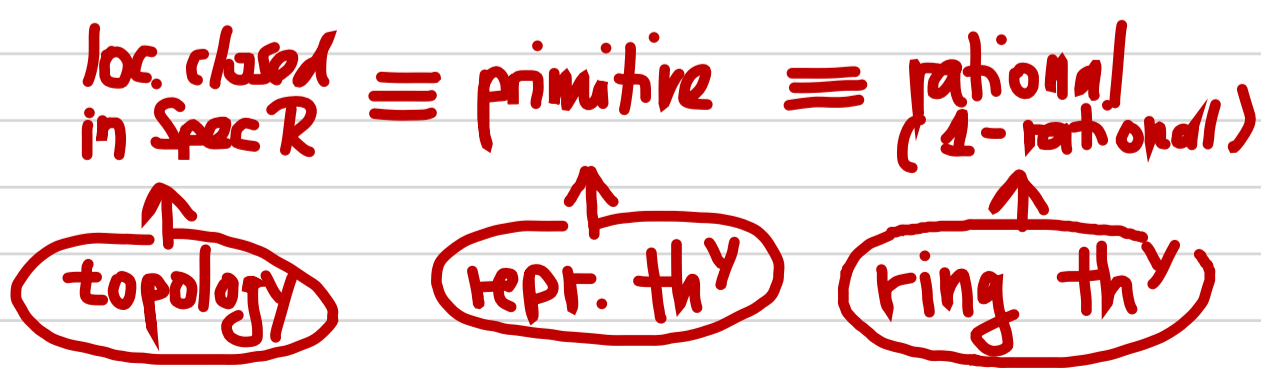 loc. closed ≡ primitive ≡ rational
in Spec R (1-rational)
topology repr. thʸ ring thʸ